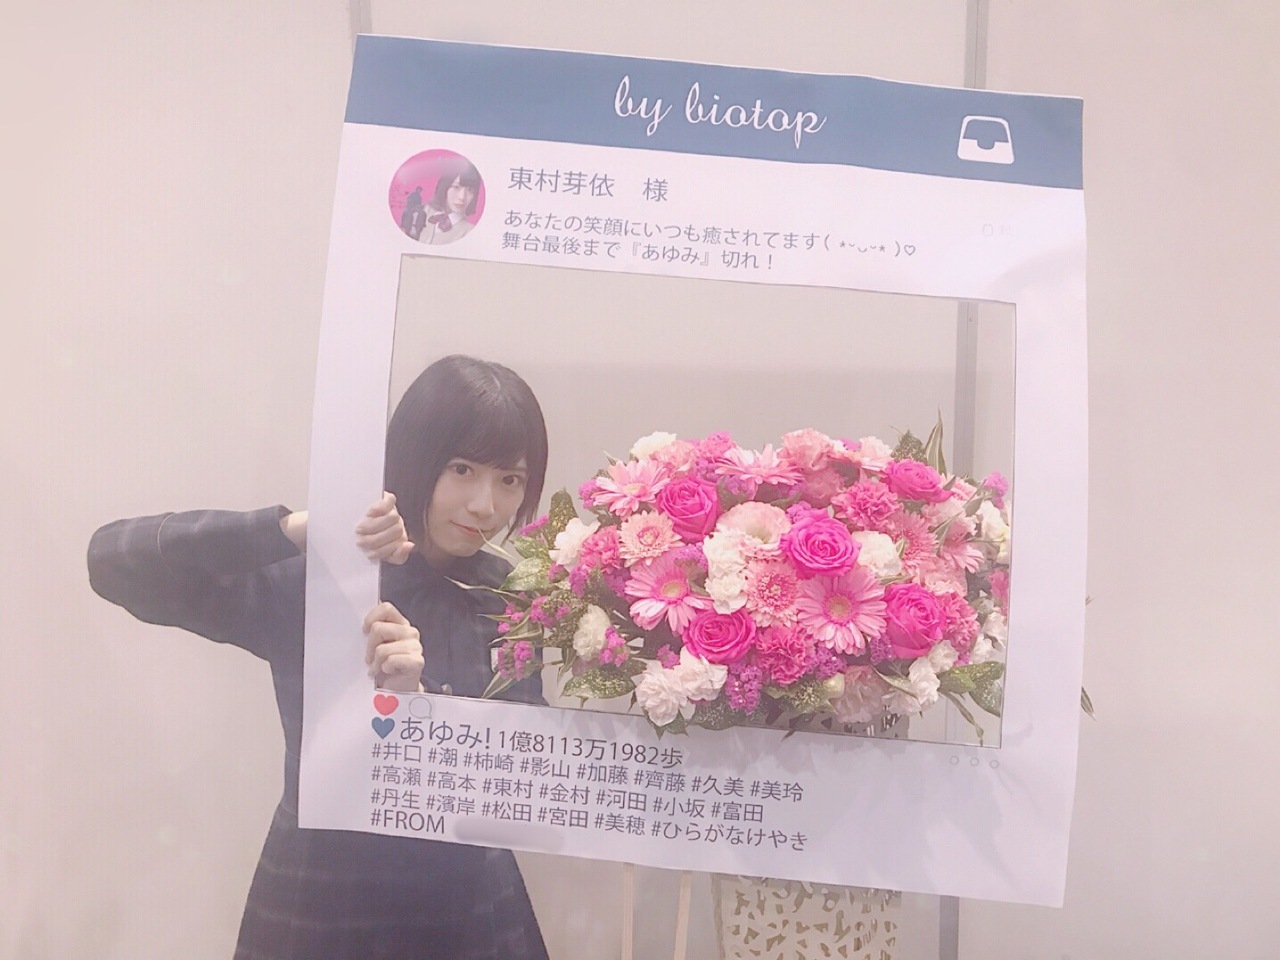 by biotop
東村芽依　様
あなたの笑顔にいつも癒されてます( *ˇᴗˇ* )♡
舞台最後まで『あゆみ』切れ！
あゆみ! 1億8113万1982歩
#井口 #潮 #柿崎 #影山 #加藤 #齊藤 #久美 #美玲
#高瀬 #高本 #東村 #金村 #河田 #小坂 #富田
#丹生 #濱岸 #松田 #宮田 #美穂 #ひらがなけやき
#FROM